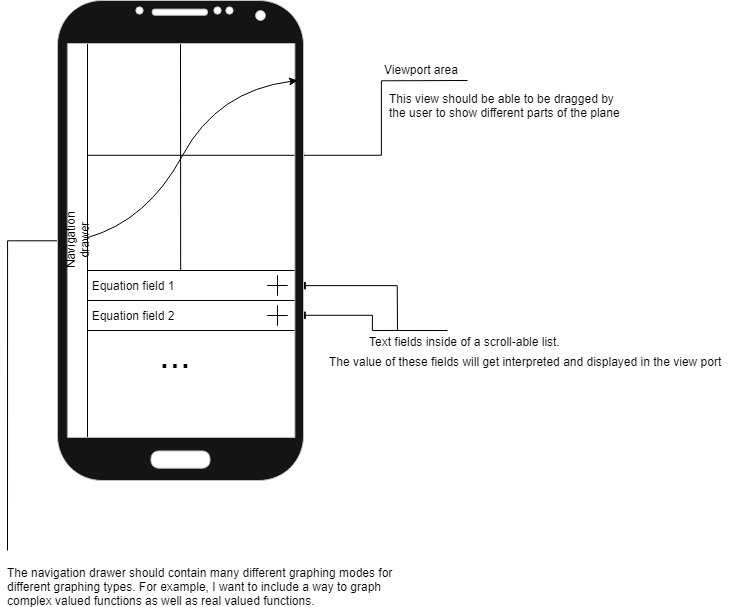 Viewport area
This view should be able to be dragged by
the user to show different parts of the plane
Navigation
drawer
Equation field 1
Equation field 2
...
Text fields inside of a scroll-able list.
The value of these fields will get interpreted and displayed in the view port
The navigation drawer should contain many different graphing modes for
different graphing types. For example, I want to include a way to graph
complex valued functions as well as real valued functions.